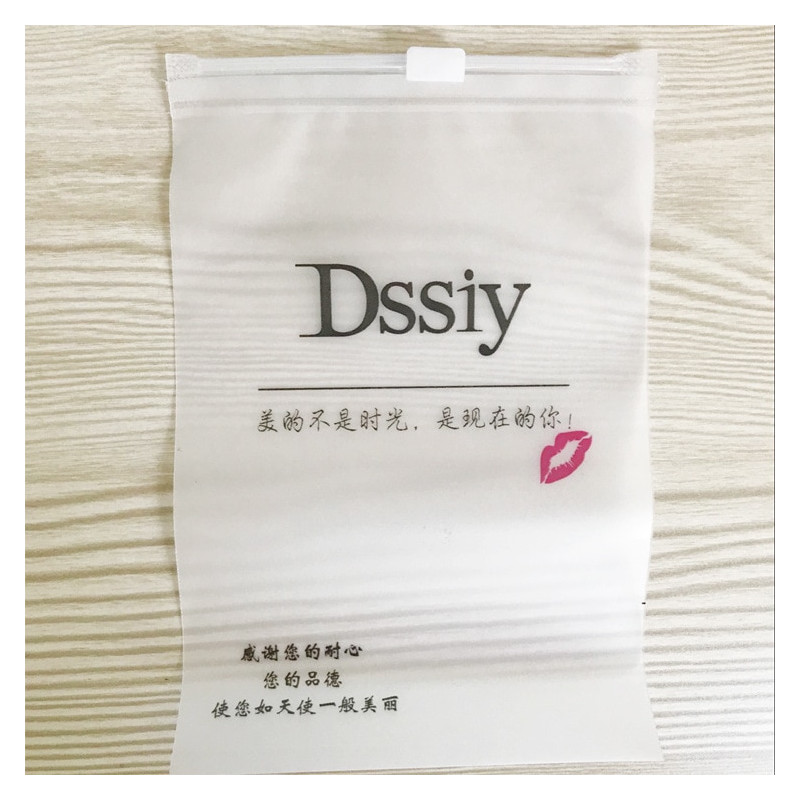 Dssiy
美的不是时光，是现在的你！
感谢您的耐心
您的品德
使您如天使一般美丽